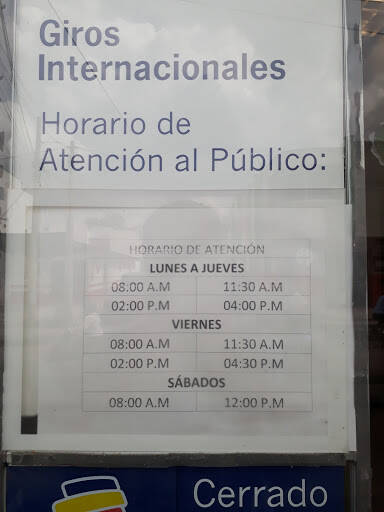 Giros
Internacionales
Horario de
Atención al Público:
HORARIO DE ATENCIÓN
LUNES A JUEVES
08:00 A.M 11:30 A.M
02:00 P.M 04:00 P.M
VIERNES
08:00 A.M 11:30 A.M
02:00 P.M 04:30 P.M
SÁBADOS
08:00 A.M 12:00 P.M
Cerrado